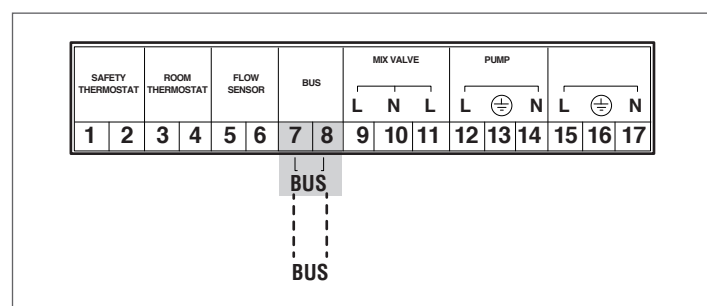 SAFETY THERMOSTAT
ROOM THERMOSTAT
FLOW SENSOR
BUS
MIX VALVE
PUMP
L N L L N L N
1 2 3 4 5 6 7 8 9 10 11 12 13 14 15 16 17
BUS
BUS